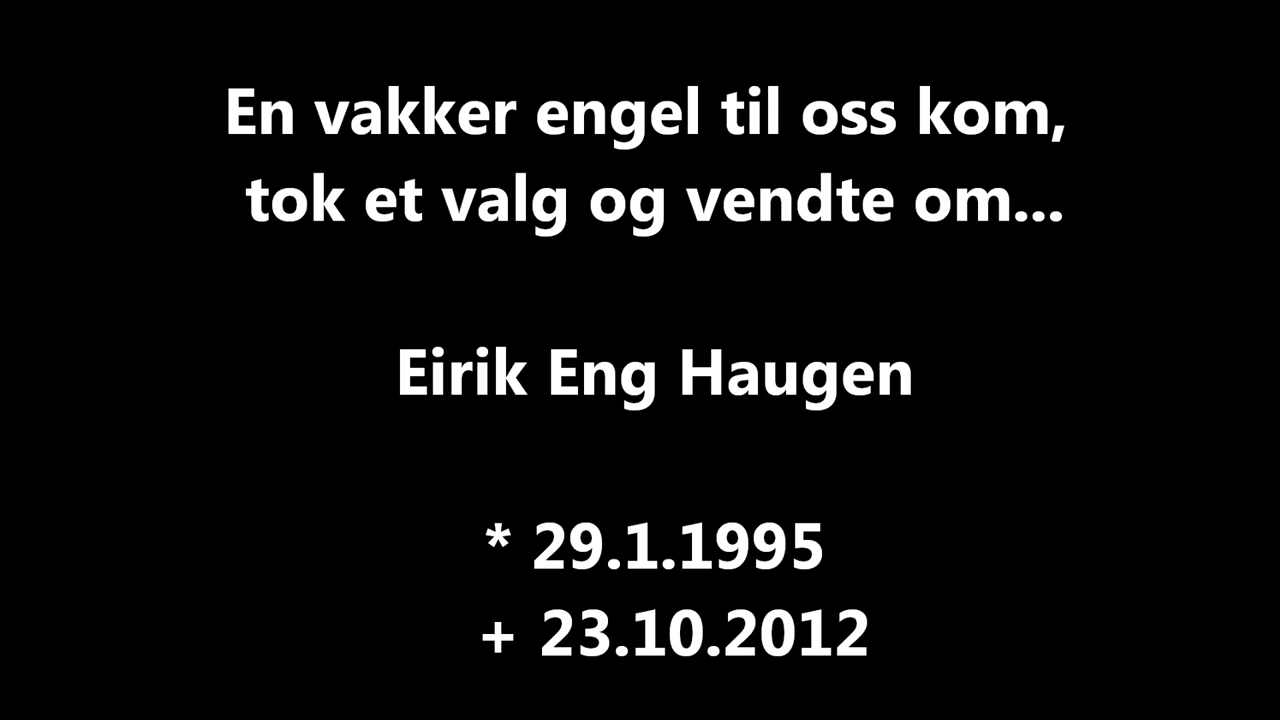 En vakker engel til oss kom,
tok et valg og vendte om...
Eirik Eng Haugen
* 29.1.1995
+ 23.10.2012